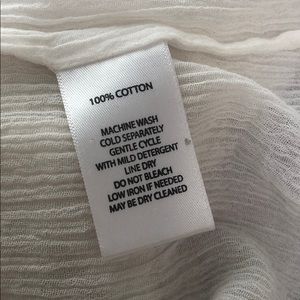 100% COTTON
MACHINE WASH
COLD SEPARATELY
GENTLE CYCLE
WITH MILD DETERGENT
LINE DRY
DO NOT BLEACH
LOW IRON IF NEEDED
MAY BE DRY CLEANED